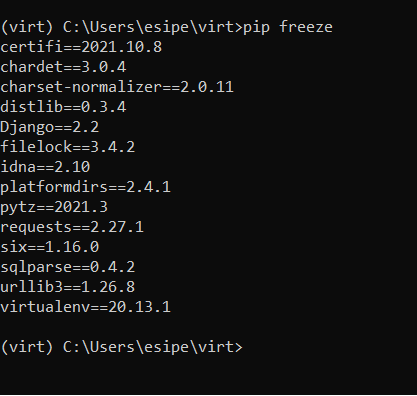 (virt) C:\Users\esipe\virt>pip freeze
certifi==2021.10.8
chardet==3.0.4
charset-normalizer==2.0.11
distlib==0.3.4
Django==2.2
filelock==3.4.2
idna==2.10
platformdirs==2.4.1
pytz==2021.3
requests==2.27.1
six==1.16.0
sqlparse==0.4.2
urllib3==1.26.8
virtualenv==20.13.1
(virt) C:\Users\esipe\virt>